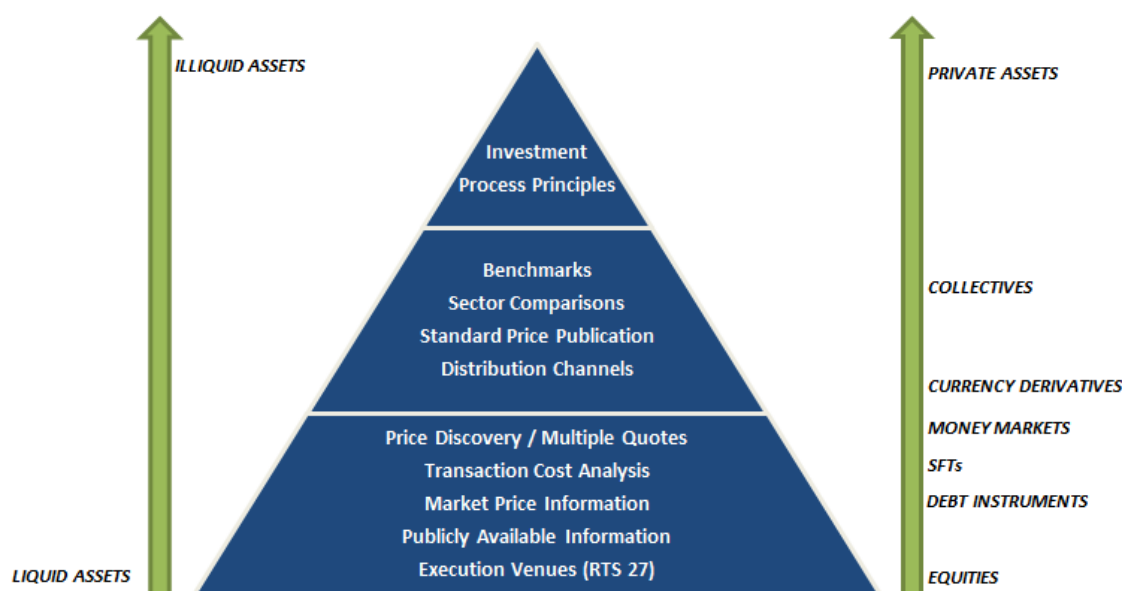 ILLIQUID ASSETS
PRIVATE ASSETS
Investment
Process Principles
Benchmarks
Sector Comparisons
Standard Price Publication
Distribution Channels
COLLECTIVES
CURRENCY DERIVATIVES
MONEY MARKETS
SFTs
DEBT INSTRUMENTS
Price Discovery / Multiple Quotes
Transaction Cost Analysis
Market Price Information
Publicly Available Information
Execution Venues (RTS 27)
LIQUID ASSETS
EQUITIES